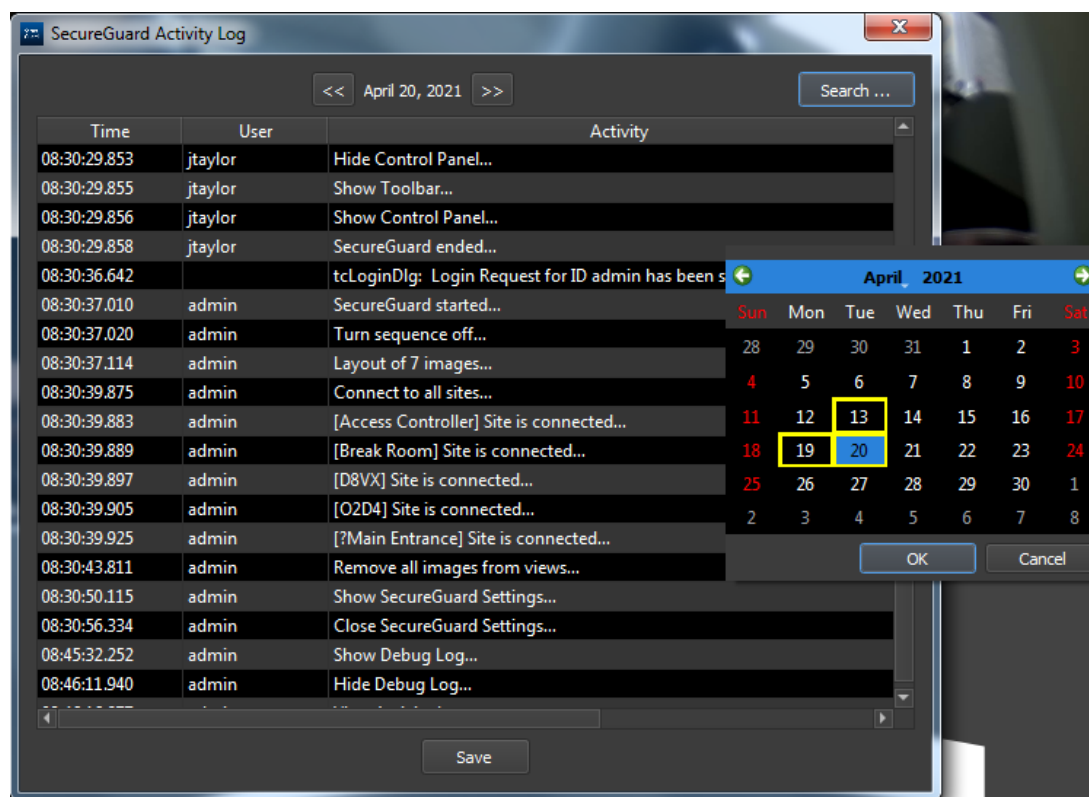 SecureGuard Activity Log
<< April 20, 2021 >> Search ...
Time User Activity
08:30:29.853 jtaylor Hide Control Panel...
08:30:29.855 jtaylor Show Toolbar...
08:30:29.856 jtaylor Show Control Panel...
08:30:29.858 jtaylor SecureGuard ended...
08:30:36.642 tcLoginDlg: Login Request for ID admin has been s
08:30:37.010 admin SecureGuard started...
08:30:37.020 admin Turn sequence off...
08:30:37.114 admin Layout of 7 images...
08:30:39.875 admin Connect to all sites...
08:30:39.883 admin [Access Controller] Site is connected...
08:30:39.889 admin [Break Room] Site is connected...
08:30:39.897 admin [D8VX] Site is connected...
08:30:39.905 admin [O2D4] Site is connected...
08:30:39.925 admin [?Main Entrance] Site is connected...
08:30:43.811 admin Remove all images from views...
08:30:50.115 admin Show SecureGuard Settings...
08:30:56.334 admin Close SecureGuard Settings...
08:45:32.252 admin Show Debug Log...
08:46:11.940 admin Hide Debug Log...
Save
April, 2021
Sun Mon Tue Wed Thu Fri Sat
28 29 30 31 1 2 3
4 5 6 7 8 9 10
11 12 13 14 15 16 17
18 19 20 21 22 23 24
25 26 27 28 29 30 1
2 3 4 5 6 7 8
OK Cancel